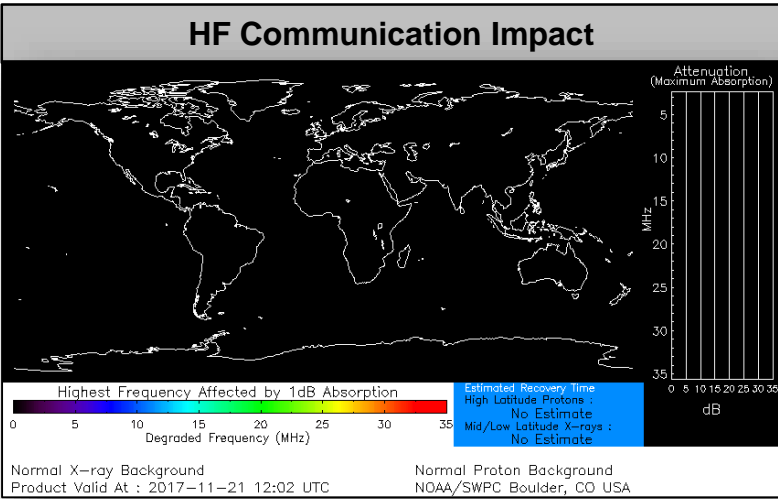 HF Communication Impact
Attenuation
(Maximum Absorption)
5
10
15
20
25
30
35
MHz
0 5 10 15 20 25 30 35
dB
Highest Frequency Affected by 1dB Absorption
0 5 10 15 20 25 30 35
Degraded Frequency (MHz)
Estimated Recovery Time
High Latitude Protons :
No Estimate
Mid/Low Latitude X-rays :
No Estimate
Normal X-ray Background
Normal Proton Background
Product Valid At : 2017-11-21 12:02 UTC
NOAA/SWPC Boulder, CO USA